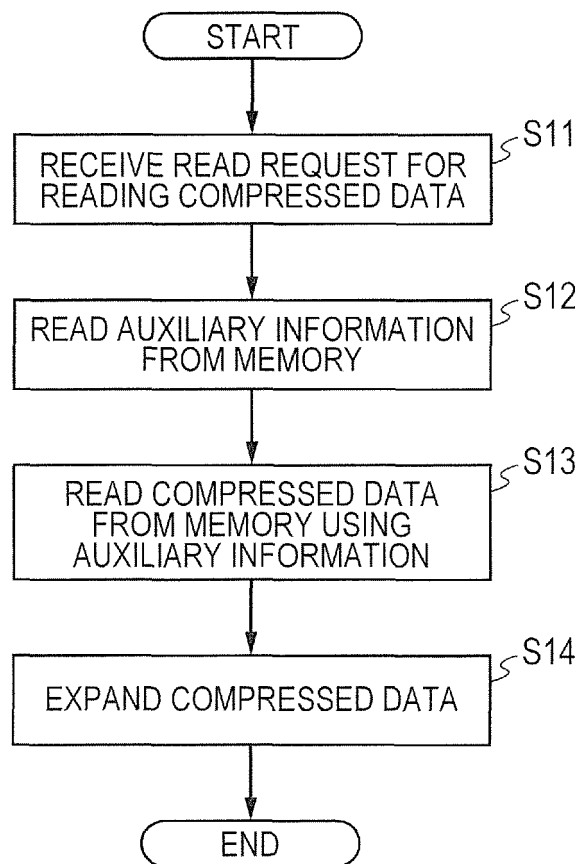 START
S11
RECEIVE READ REQUEST FOR
READING COMPRESSED DATA
S12
READ AUXILIARY INFORMATION
FROM MEMORY
S13
READ COMPRESSED DATA
FROM MEMORY USING
AUXILIARY INFORMATION
S14
EXPAND COMPRESSED DATA
END